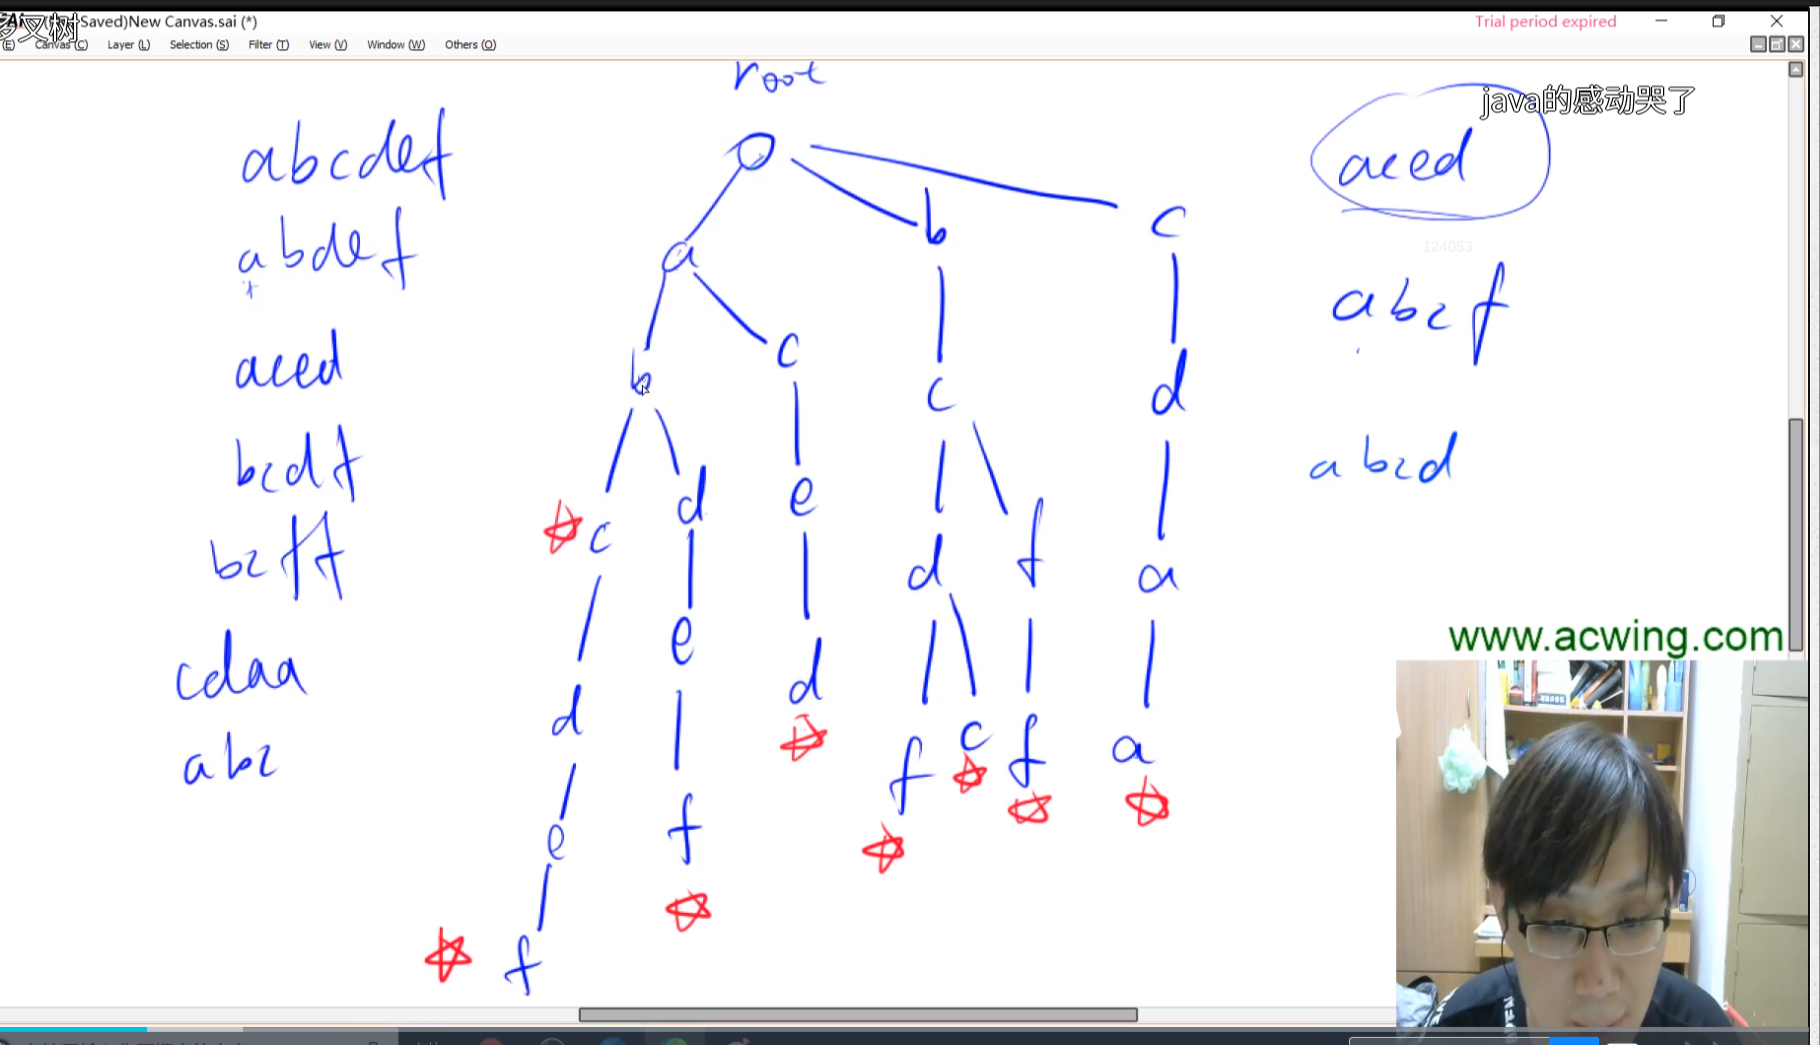 多叉树
Saved)New Canvas.sai (*)
Trial period expired
(E) Canvas (C) Layer (L) Selection (S) Filter (T) View (V) Window (W) Others (O)
root
java的感动哭了
abcdef
abdef
aced
bcdf
bcff
cdaa
abc
a b c
b c c d
c d e d f a
d e d f c f a
e f
f
aced
124053
abcf
abcd
www.acwing.com